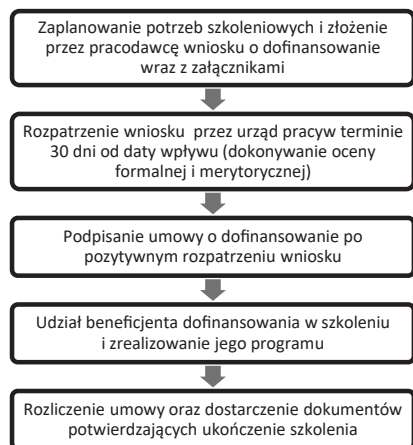 Zaplanowanie potrzeb szkoleniowych i złożenie
przez pracodawcę wniosku o dofinansowanie
wraz z załącznikami
Rozpatrzenie wniosku przez urząd pracyw terminie
30 dni od daty wpływu (dokonywanie oceny
formalnej i merytorycznej)
Podpisanie umowy o dofinansowanie po
pozytywnym rozpatrzeniu wniosku
Udział beneficjenta dofinansowania w szkoleniu
i zrealizowanie jego programu
Rozliczenie umowy oraz dostarczenie dokumentów
potwierdzających ukończenie szkolenia